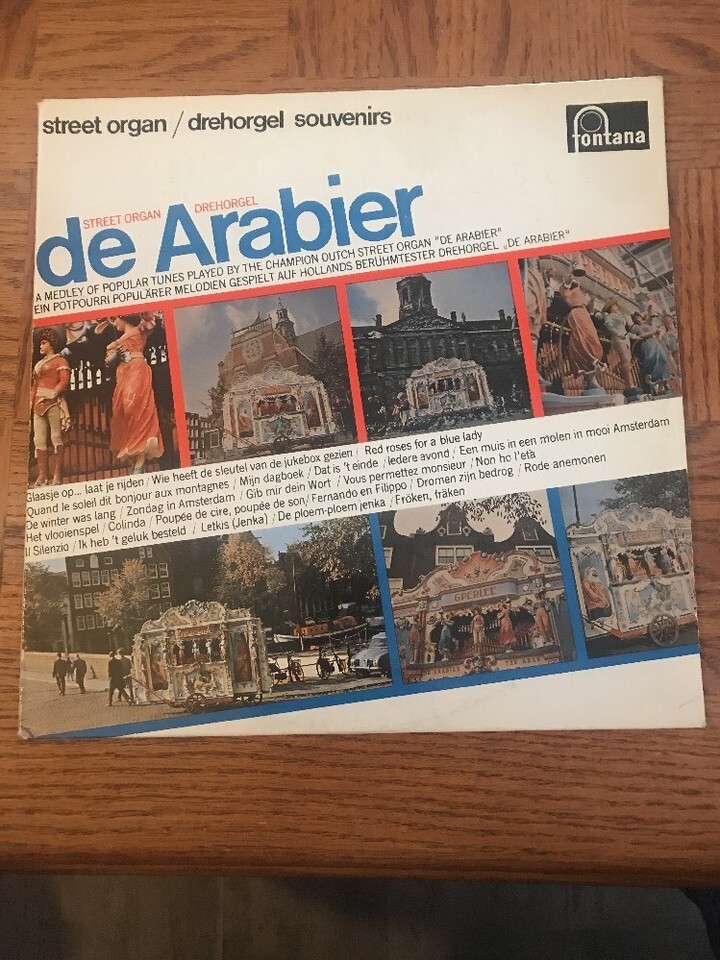 street organ / drehorgel souvenirs
fontana
STREET ORGAN DREHORGEL
de Arabier
A MEDLEY OF POPULAR TUNES PLAYED BY THE CHAMPION DUTCH STREET ORGAN "DE ARABIER"
EIN POTPOURRI POPULÄRER MELODIEN GESPIELT AUF HOLLANDS BERÜHMTESTER DREHORGEL „DE ARABIER"
Glaasje op... laat je rijden / Wie heeft de sleutel van de jukebox gezien / Red roses for a blue lady
Quand le soleil dit bonjour aux montagnes / Mijn dagboek / Dat is 't einde / Iedere avond / Een muis in een molen in mooi Amsterdam
De winter was lang / Zondag in Amsterdam / Gib mir dein Wort / Vous permettez monsieur / Non ho l'età
Het vlooienspel / Colinda / Poupée de cire, poupée de son / Fernando en Filippo / Dromen zijn bedrog / Rode anemonen
Il Silenzio / Ik heb 't geluk besteld / Letkis (Jenka) / De ploem-ploem jenka / Fröken, fräken
G.PERLEE